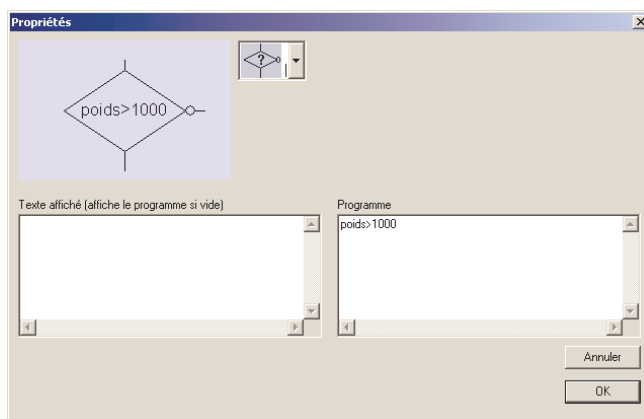 Propriétés
?
poids>1000
Texte affiché (affiche le programme si vide)
Programme
poids>1000
Annuler
OK